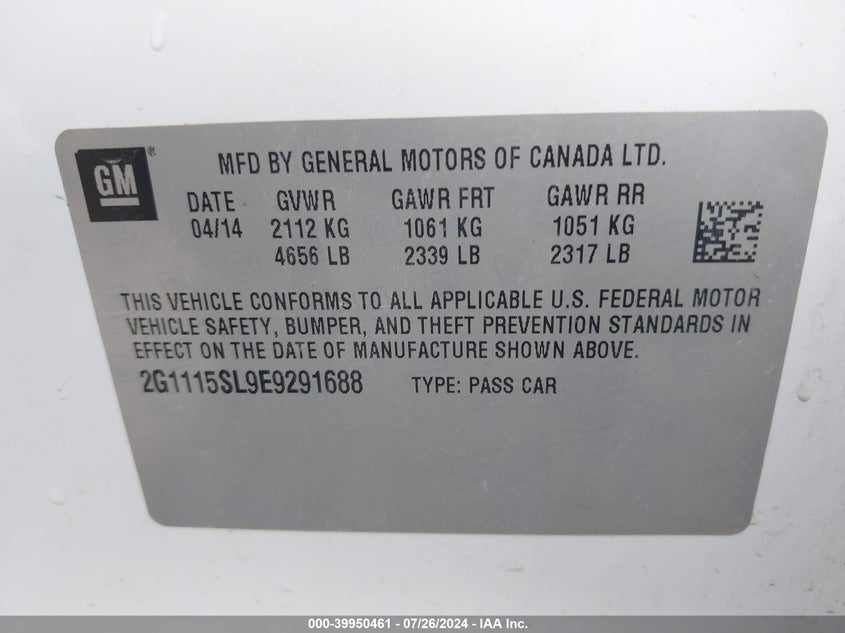 GM
MFD BY GENERAL MOTORS OF CANADA LTD.
DATE GVWR GAWR FRT GAWR RR
04/14 2112 KG 1061 KG 1051 KG
4656 LB 2339 LB 2317 LB
THIS VEHICLE CONFORMS TO ALL APPLICABLE U.S. FEDERAL MOTOR
VEHICLE SAFETY, BUMPER, AND THEFT PREVENTION STANDARDS IN
EFFECT ON THE DATE OF MANUFACTURE SHOWN ABOVE.
2G1115SL9E9291688 TYPE: PASS CAR
000-39950461 - 07/26/2024 - IAA Inc.